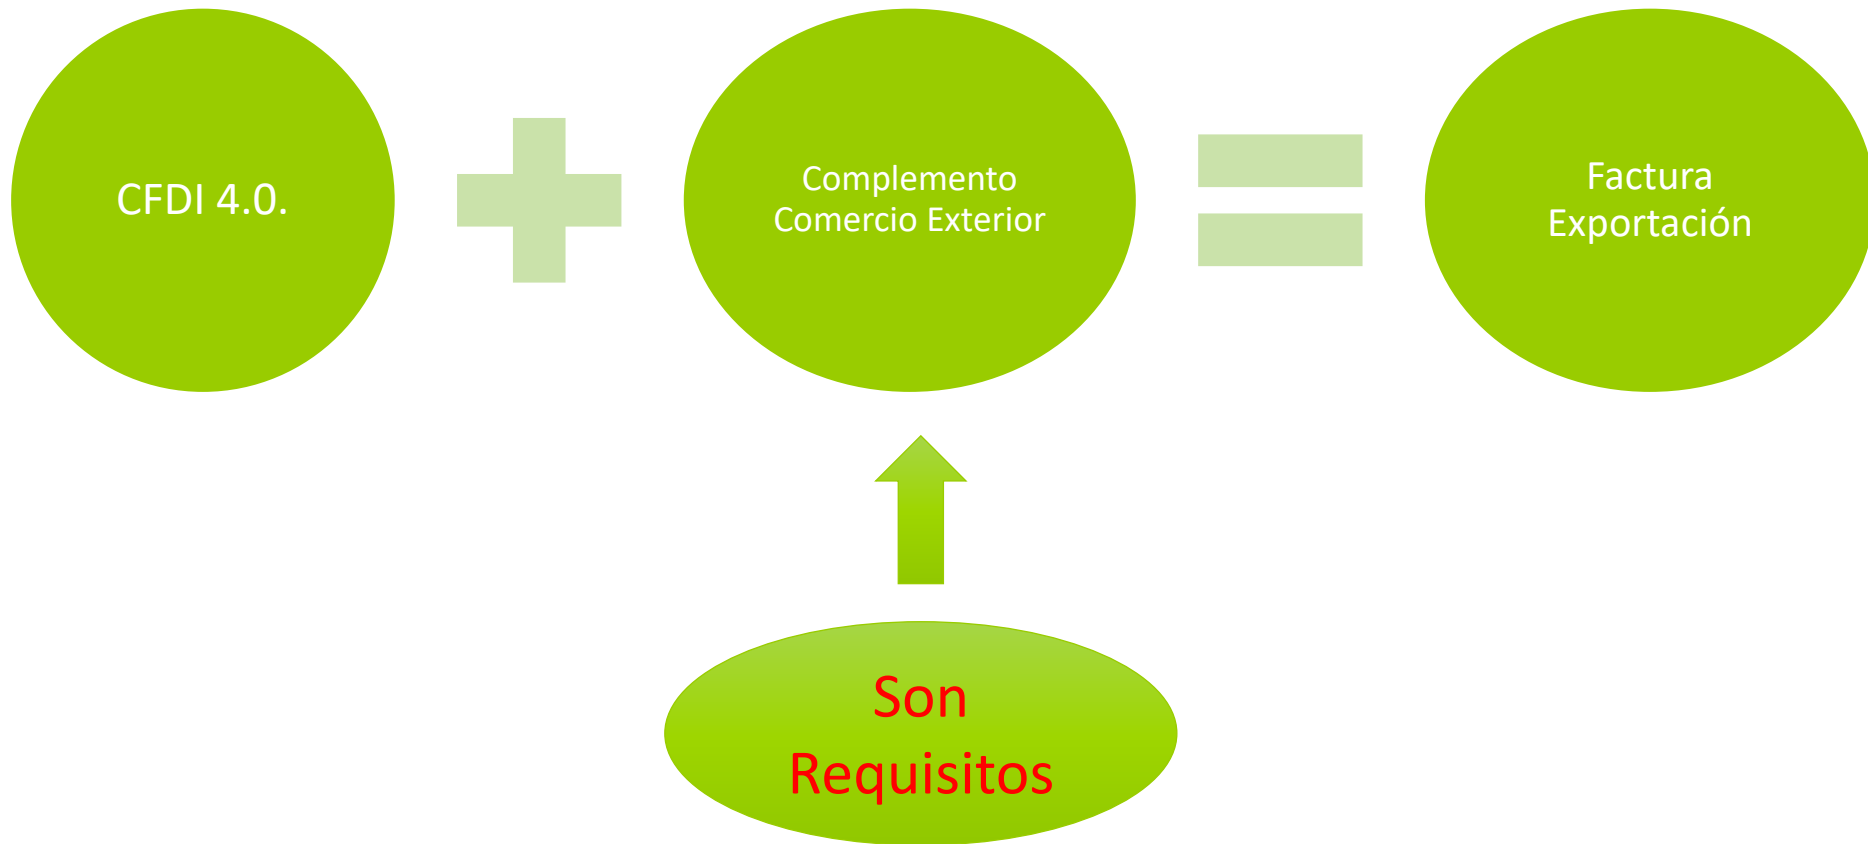 CFDI 4.0.
Complemento
Comercio Exterior
Factura
Exportación
Son
Requisitos